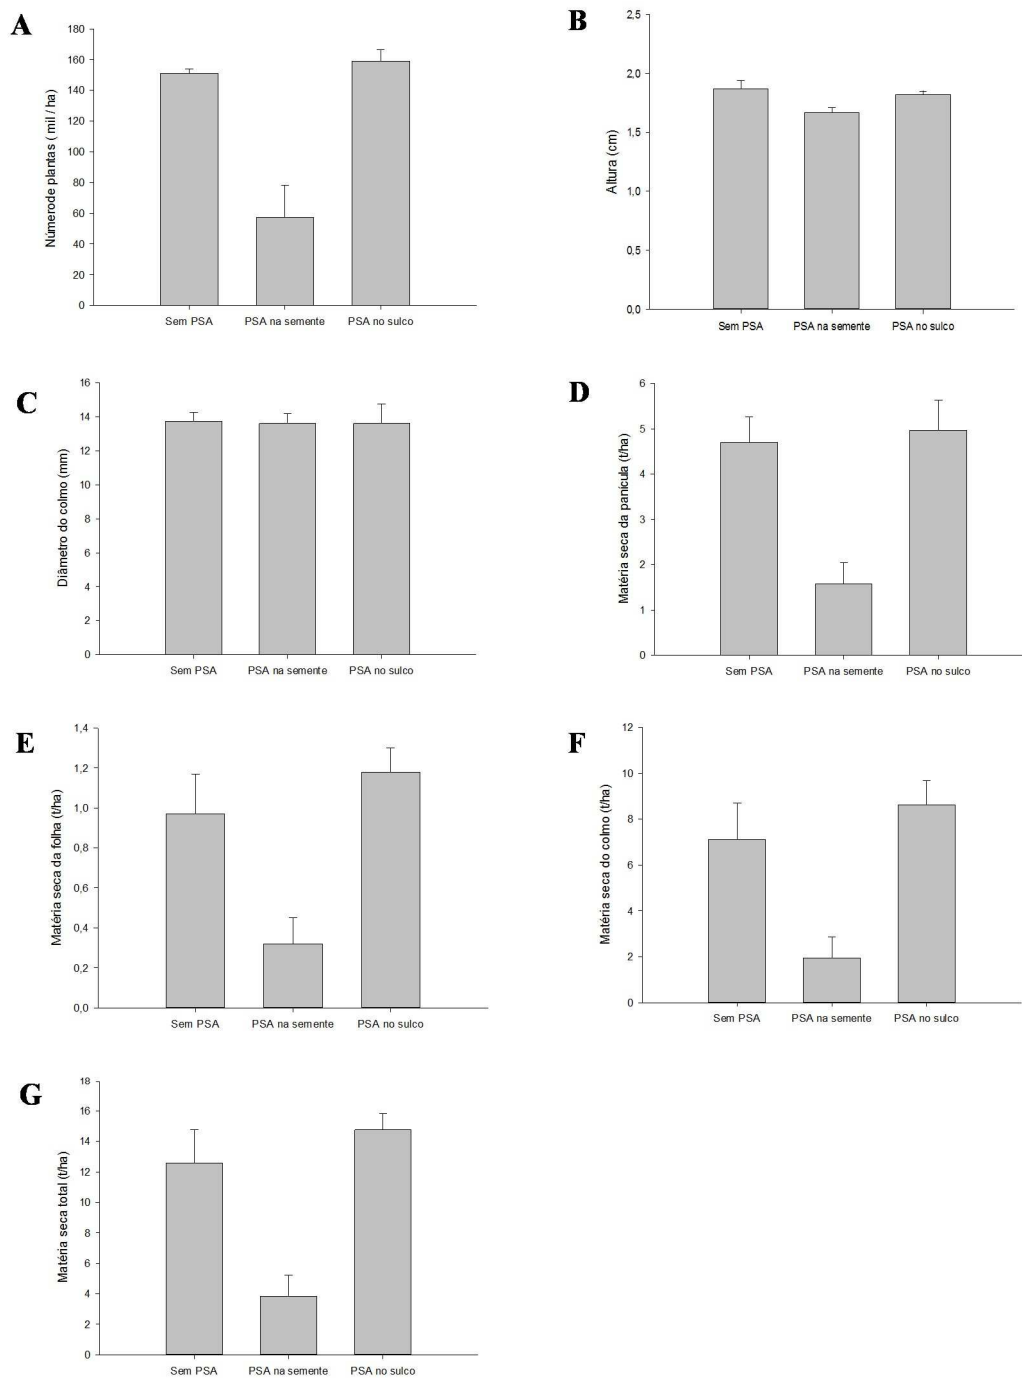 A
Númerode plantas ( mil / ha)
180
160
140
120
100
80
60
40
20
0
Sem PSA PSA na semente PSA no sulco
B
Altura (cm)
2,5
2,0
1,5
1,0
0,5
0,0
Sem PSA PSA na semente PSA no sulco
C
Diâmetro do colmo (mm)
16
14
12
10
8
6
4
2
0
Sem PSA PSA na semente PSA no sulco
D
Matéria seca da panícula (t/ha)
6
5
4
3
2
1
0
Sem PSA PSA na semente PSA no sulco
E
Matéria seca da folha (t/ha)
1,4
1,2
1,0
0,8
0,6
0,4
0,2
0,0
Sem PSA PSA na semente PSA no sulco
F
Matéria seca do colmo (t/ha)
12
10
8
6
4
2
0
Sem PSA PSA na semente PSA no sulco
G
Matéria seca total (t/ha)
18
16
14
12
10
8
6
4
2
0
Sem PSA PSA na semente PSA no sulco